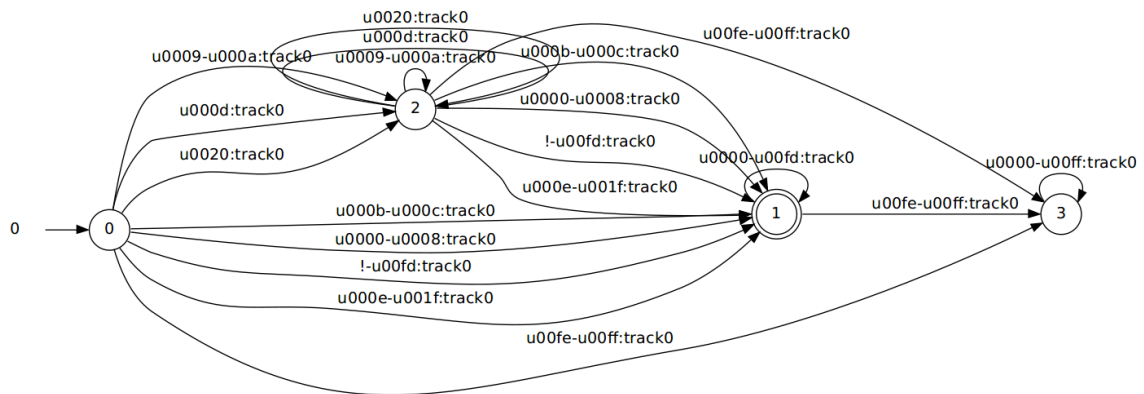 u0020:track0
u00fe-u00ff:track0
u000d:track0
u0009-u000a:track0
u0009-u000a:track0
u000b-u000c:track0
2
u000d:track0
u0000-u0008:track0
!-u00fd:track0
u0020:track0
u0000-u00fd:track0
u0000-u00ff:track0
u000e-u001f:track0
u000b-u000c:track0
u00fe-u00ff:track0
1
3
0
0
u0000-u0008:track0
!-u00fd:track0
u000e-u001f:track0
u00fe-u00ff:track0